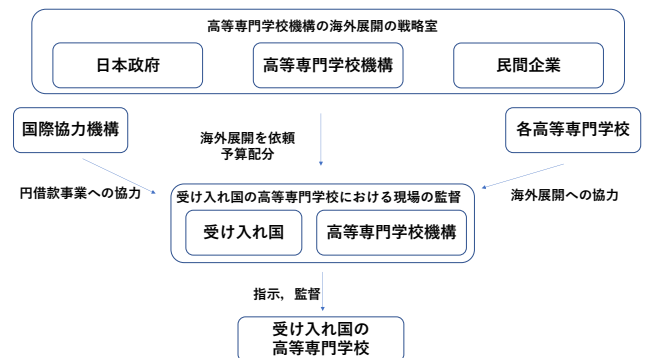 高等専門学校機構の海外展開の戦略室
日本政府
高等専門学校機構
民間企業
国際協力機構
海外展開を依頼
予算配分
各高等専門学校
円借款事業への協力
受け入れ国の高等専門学校における現場の監督
海外展開への協力
受け入れ国
高等専門学校機構
指示，監督
受け入れ国の
高等専門学校